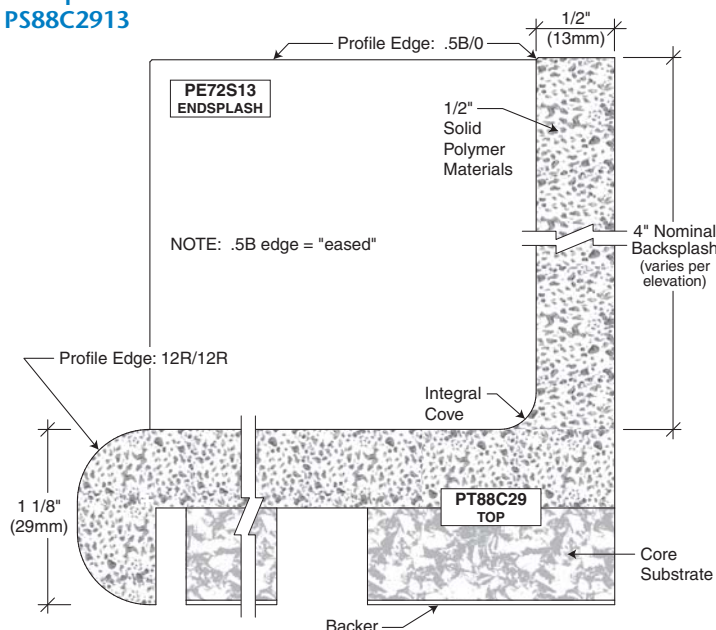 PS88C2913
1/2"
(13mm)
Profile Edge: .5B/0
PE72S13
ENDSPLASH
1/2"
Solid
Polymer
Materials
NOTE: .5B edge = "eased"
4" Nominal
Backsplash
(varies per
elevation)
Profile Edge: 12R/12R
Integral
Cove
1 1/8"
(29mm)
PT88C29
TOP
Core
Substrate
Backer